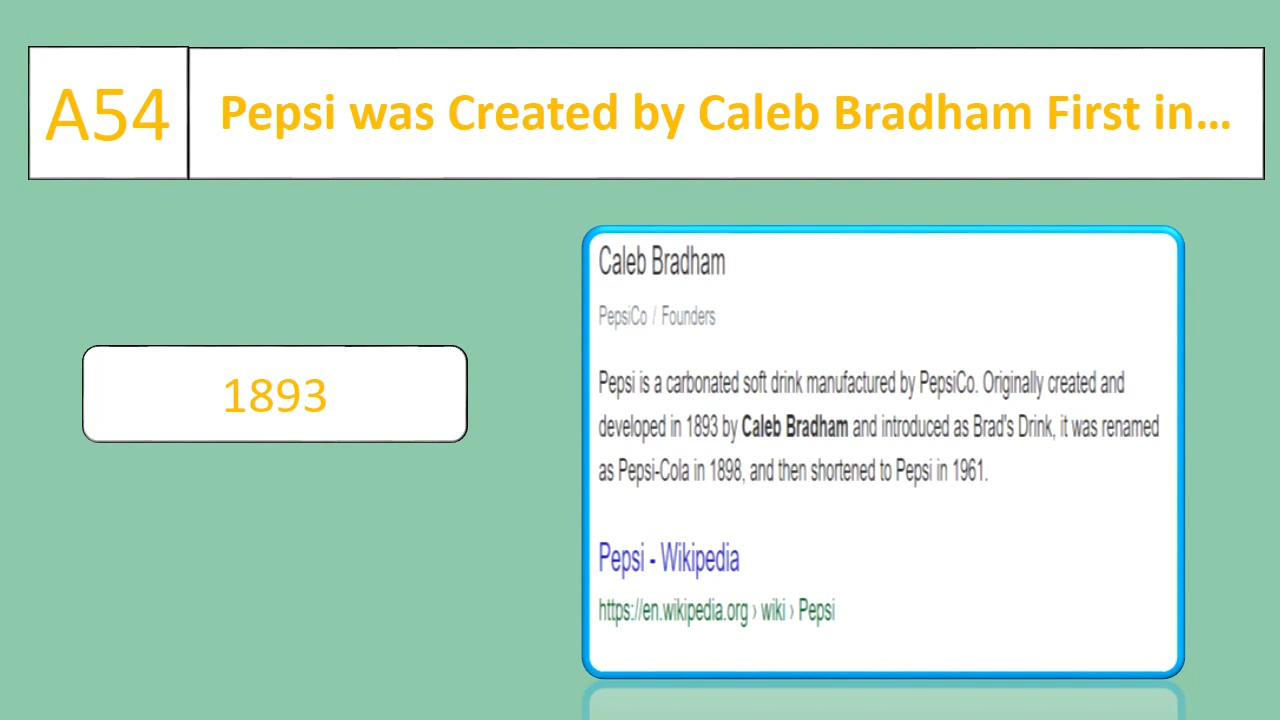 A54
Pepsi was Created by Caleb Bradham First in...
1893
Caleb Bradham
PepsiCo / Founders
Pepsi is a carbonated soft drink manufactured by PepsiCo. Originally created and
developed in 1893 by Caleb Bradham and introduced as Brad's Drink, it was renamed
as Pepsi-Cola in 1898, and then shortened to Pepsi in 1961.
Pepsi - Wikipedia
https://en.wikipedia.org › wiki › Pepsi